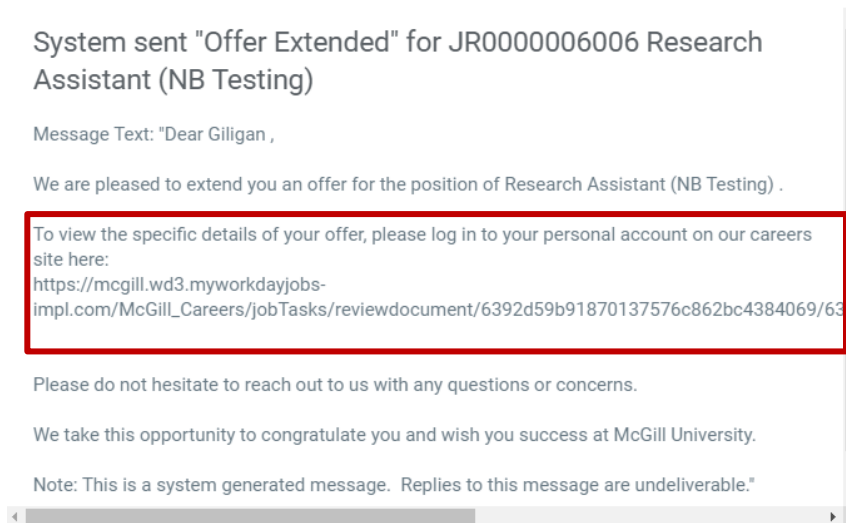 System sent "Offer Extended" for JR0000006006 Research
Assistant (NB Testing)
Message Text: "Dear Giligan ,
We are pleased to extend you an offer for the position of Research Assistant (NB Testing) .
To view the specific details of your offer, please log in to your personal account on our careers
site here:
https://mcgill.wd3.myworkdayjobs-
impl.com/McGill_Careers/jobTasks/reviewdocument/6392d59b91870137576c862bc4384069/63
Please do not hesitate to reach out to us with any questions or concerns.
We take this opportunity to congratulate you and wish you success at McGill University.
Note: This is a system generated message.  Replies to this message are undeliverable."